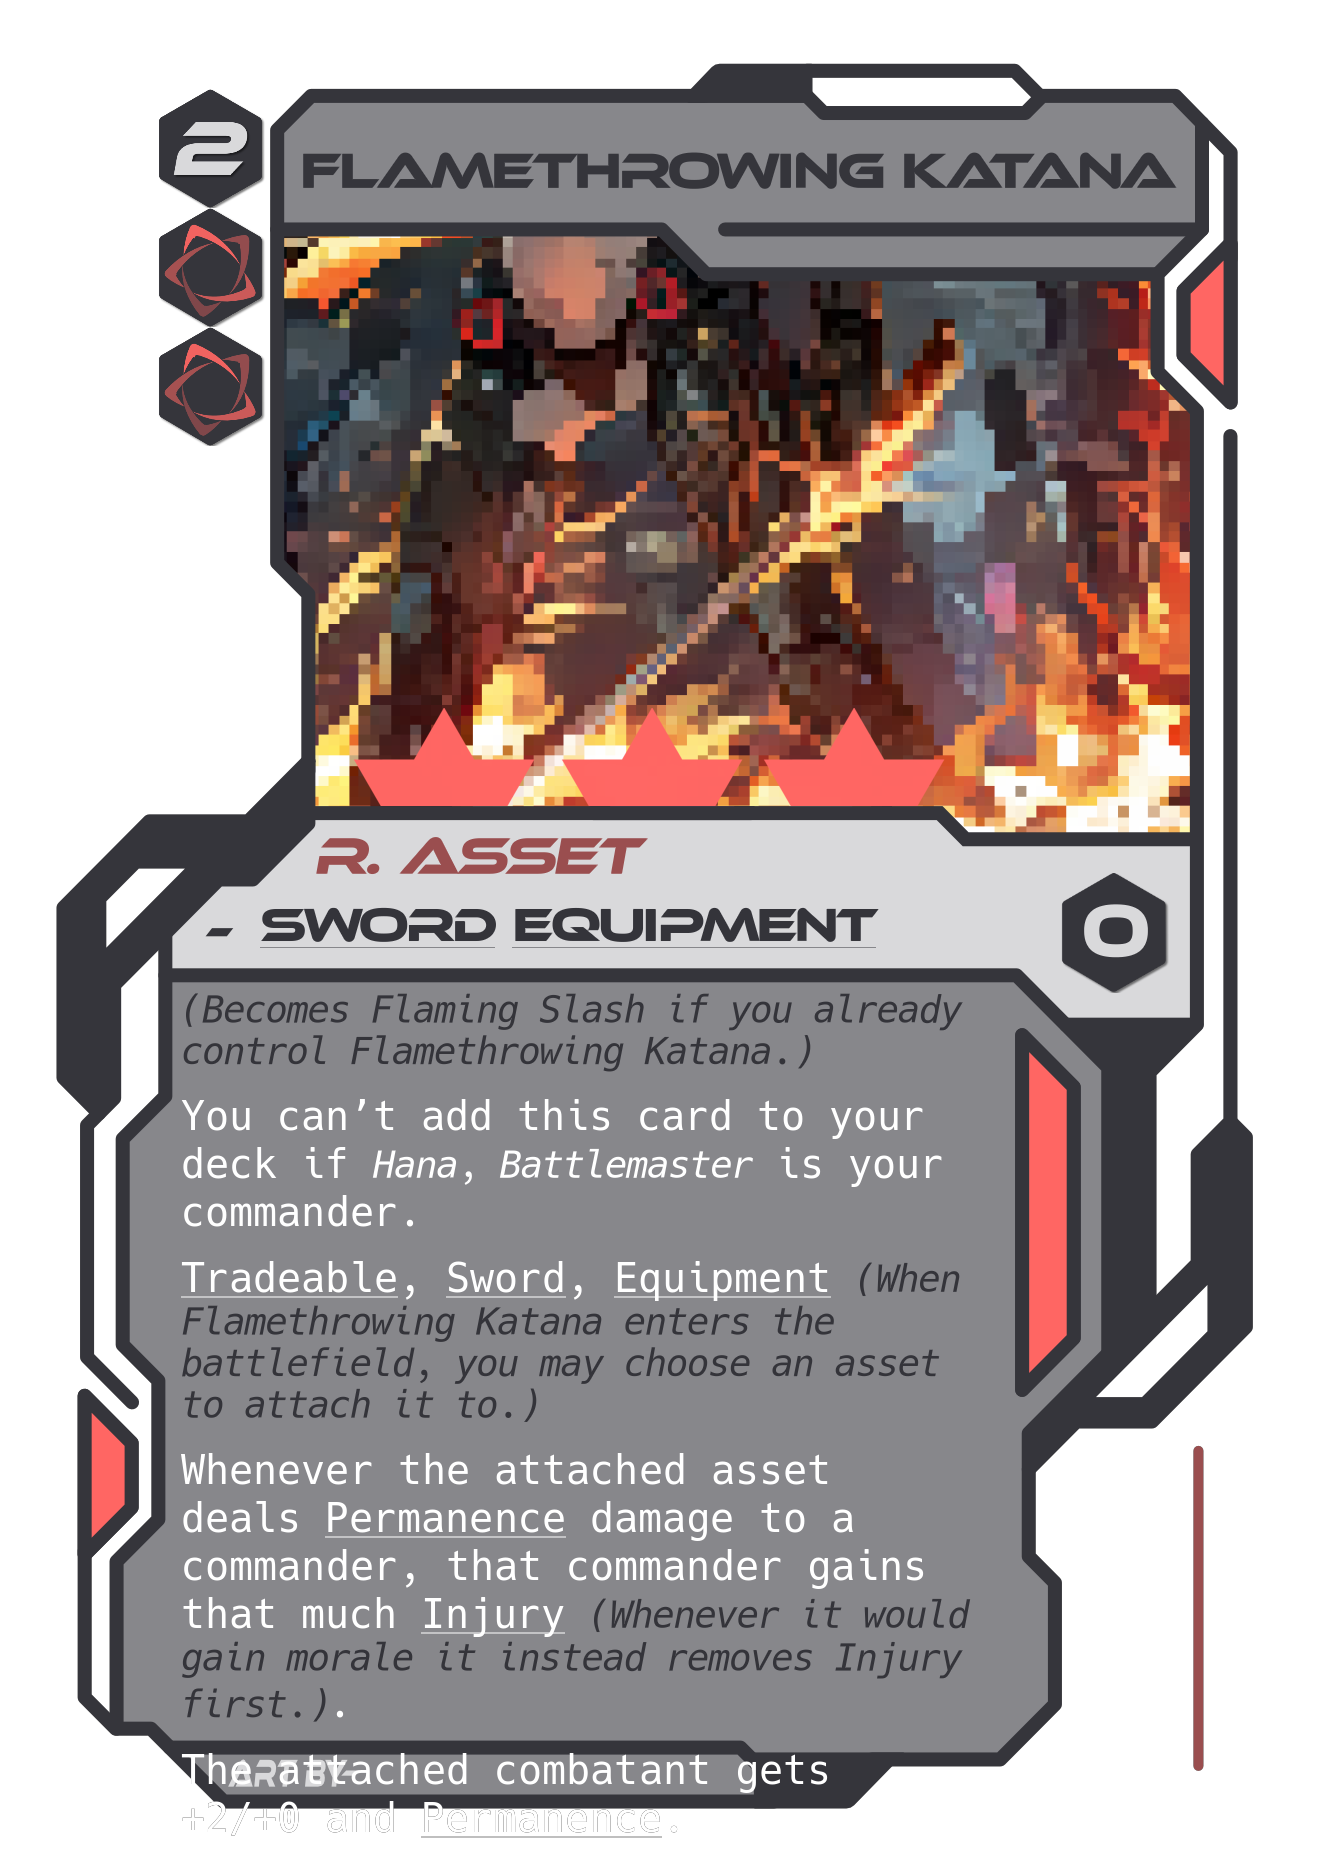 2
FLAMETHROWING KATANA
R. ASSET
- SWORD EQUIPMENT
0
(Becomes Flaming Slash if you already
control Flamethrowing Katana.)
You can’t add this card to your
deck if Hana, Battlemaster is your
commander.
Tradeable, Sword, Equipment (When
Flamethrowing Katana enters the
battlefield, you may choose an asset
to attach it to.)
Whenever the attached asset
deals Permanence damage to a
commander, that commander gains
that much Injury (Whenever it would
gain morale it instead removes Injury
first.).
The attached combatant gets
+2/+0 and Permanence.
ART BY-